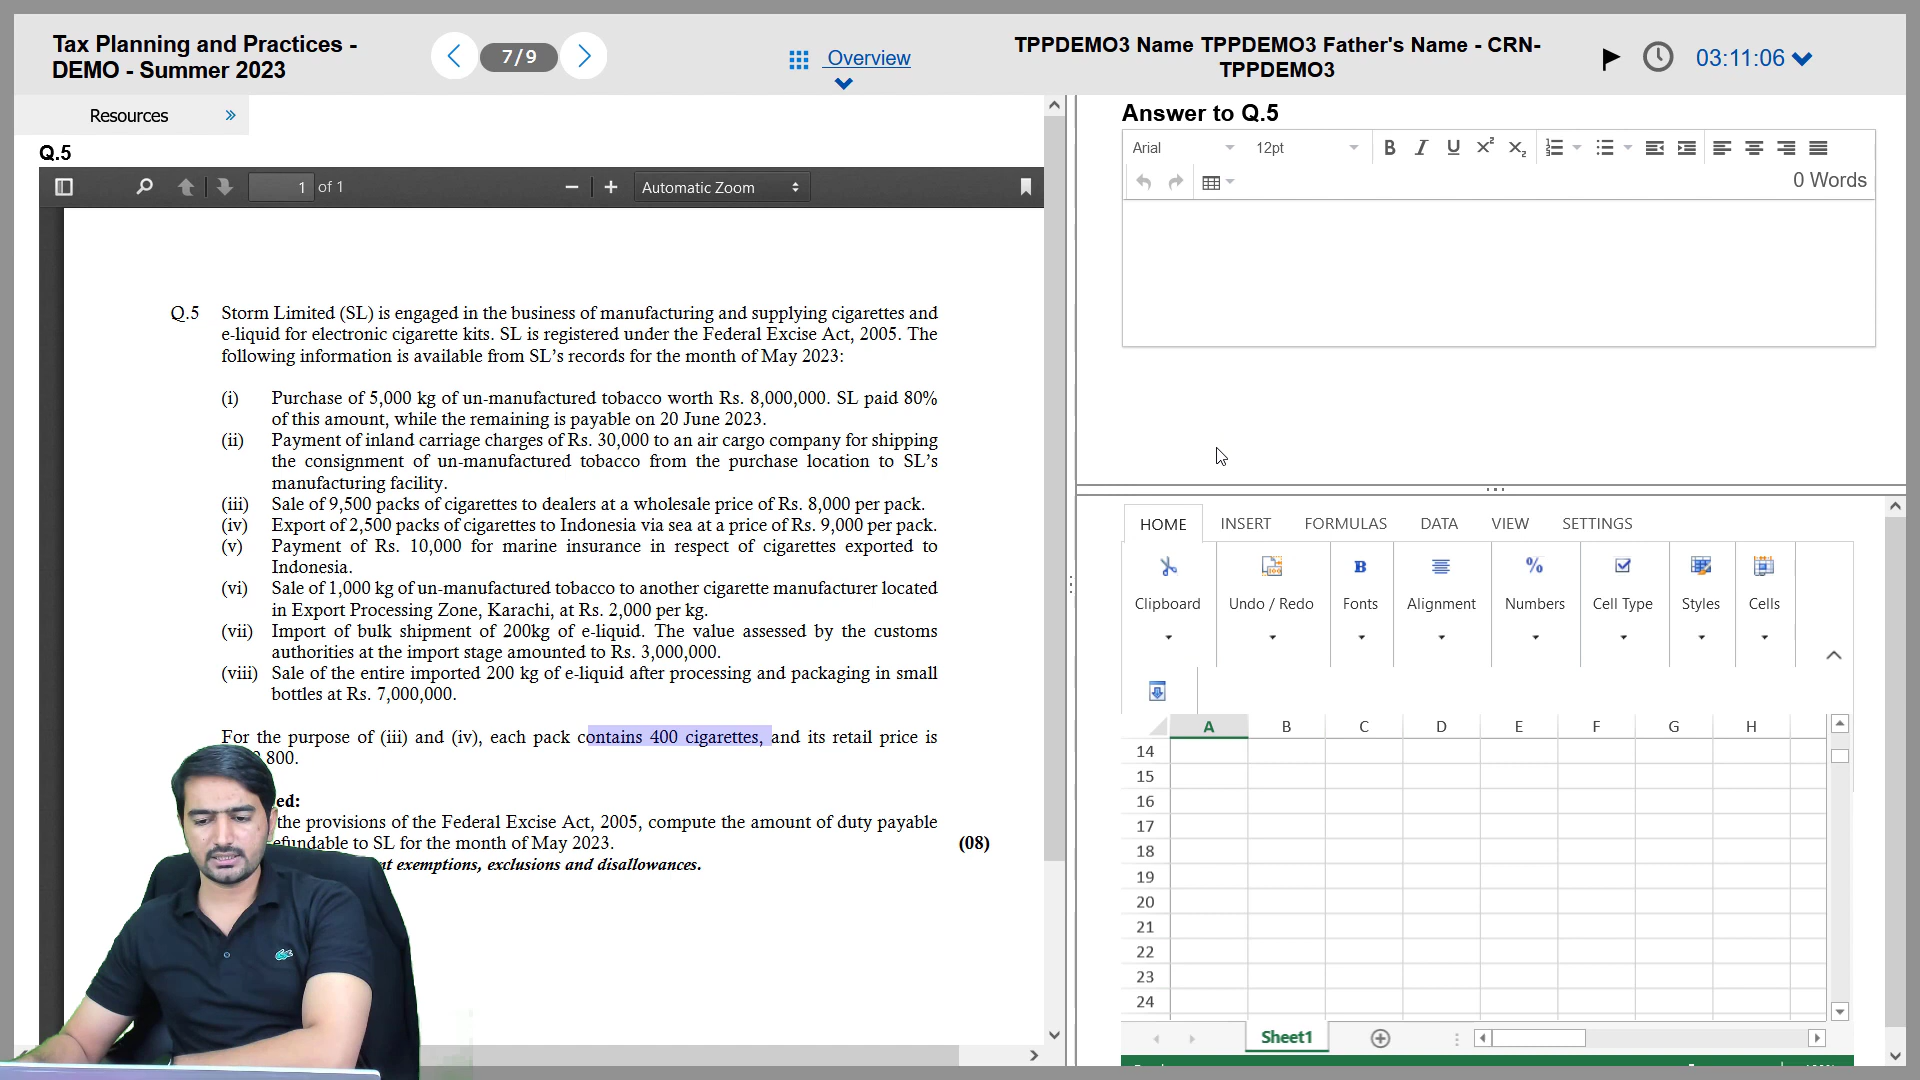 Tax Planning and Practices -
DEMO - Summer 2023
7/9
Overview
TPPDEMO3 Name TPPDEMO3 Father's Name - CRN-
TPPDEMO3
03:11:06
Resources
Q.5
1 of 1
Automatic Zoom
Q.5 Storm Limited (SL) is engaged in the business of manufacturing and supplying cigarettes and
e-liquid for electronic cigarette kits. SL is registered under the Federal Excise Act, 2005. The
following information is available from SL's records for the month of May 2023:
(i) Purchase of 5,000 kg of un-manufactured tobacco worth Rs. 8,000,000. SL paid 80%
of this amount, while the remaining is payable on 20 June 2023.
(ii) Payment of inland carriage charges of Rs. 30,000 to an air cargo company for shipping
the consignment of un-manufactured tobacco from the purchase location to SL's
manufacturing facility.
(iii) Sale of 9,500 packs of cigarettes to dealers at a wholesale price of Rs. 8,000 per pack.
(iv) Export of 2,500 packs of cigarettes to Indonesia via sea at a price of Rs. 9,000 per pack.
(v) Payment of Rs. 10,000 for marine insurance in respect of cigarettes exported to
Indonesia.
(vi) Sale of 1,000 kg of un-manufactured tobacco to another cigarette manufacturer located
in Export Processing Zone, Karachi, at Rs. 2,000 per kg.
(vii) Import of bulk shipment of 200kg of e-liquid. The value assessed by the customs
authorities at the import stage amounted to Rs. 3,000,000.
(viii) Sale of the entire imported 200 kg of e-liquid after processing and packaging in small
bottles at Rs. 7,000,000.
For the purpose of (iii) and (iv), each pack contains 400 cigarettes, and its retail price is
800.
ed:
the provisions of the Federal Excise Act, 2005, compute the amount of duty payable
efundable to SL for the month of May 2023.
(08)
exemptions, exclusions and disallowances.
Answer to Q.5
Arial 12pt B I U X² X₂
0 Words
HOME INSERT FORMULAS DATA VIEW SETTINGS
Clipboard Undo / Redo Fonts Alignment Numbers Cell Type Styles Cells
A B C D E F G H
14
15
16
17
18
19
20
21
22
23
24
Sheet1